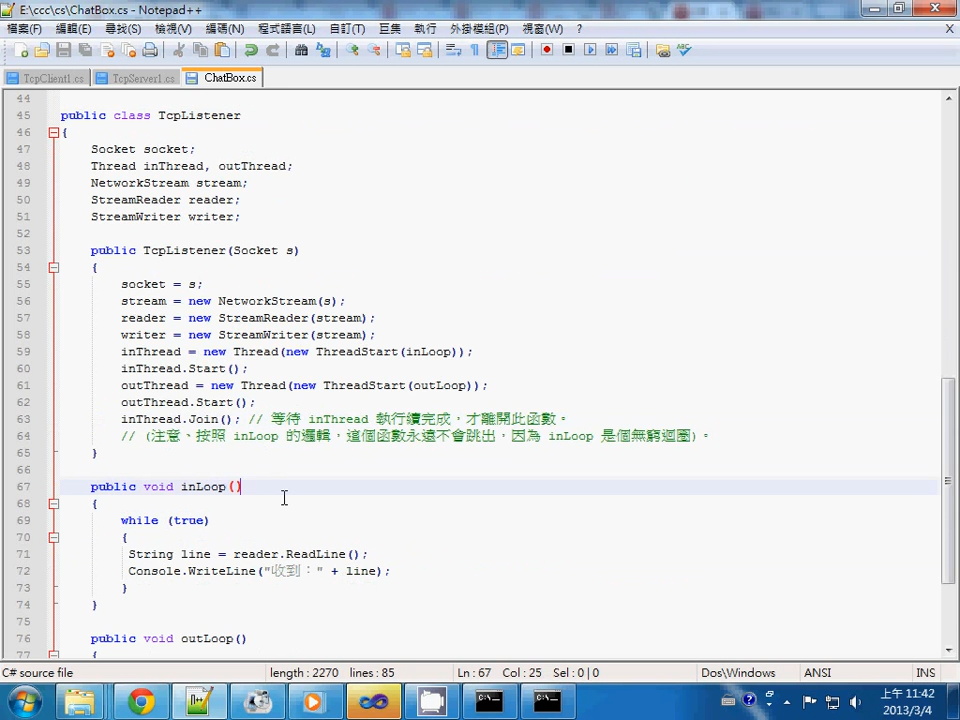 E:\ccc\cs\ChatBox.cs - Notepad++
檔案(F) 編輯(E) 尋找(S) 檢視(V) 編碼(N) 程式語言(L) 自訂(T) 巨集 執行 外掛模組(P) 視窗(W) ? X
TcpClient1.cs TcpServer1.cs ChatBox.cs
44
45 public class TcpListener
46 {
47 Socket socket;
48 Thread inThread, outThread;
49 NetworkStream stream;
50 StreamReader reader;
51 StreamWriter writer;
52
53 public TcpListener(Socket s)
54 {
55 socket = s;
56 stream = new NetworkStream(s);
57 reader = new StreamReader(stream);
58 writer = new StreamWriter(stream);
59 inThread = new Thread(new ThreadStart(inLoop));
60 inThread.Start();
61 outThread = new Thread(new ThreadStart(outLoop));
62 outThread.Start();
63 inThread.Join(); // 等待 inThread 執行續完成，才離開此函數。
64 // (注意、按照 inLoop 的邏輯，這個函數永遠不會跳出，因為 inLoop 是個無窮迴圈)。
65 }
66
67 public void inLoop()
68 {
69 while (true)
70 {
71 String line = reader.ReadLine();
72 Console.WriteLine("收到：" + line);
73 }
74 }
75
76 public void outLoop()
77 {
C# source file length : 2270 lines : 85 Ln : 67 Col : 25 Sel : 0 | 0 Dos\Windows ANSI INS
上午 11:42
2013/3/4